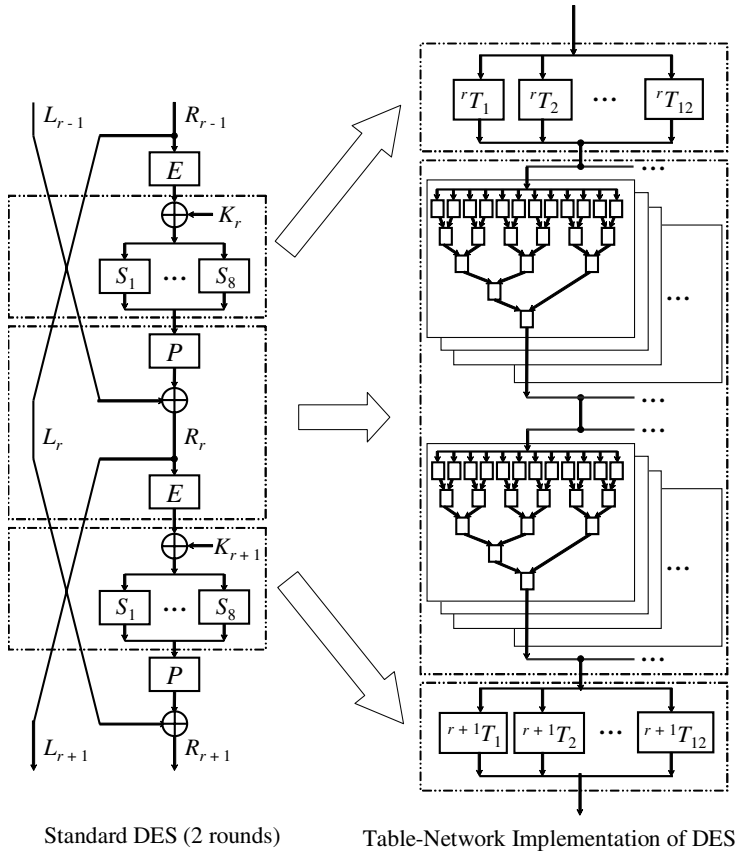 L_{r-1} R_{r-1}
E
K_r
S_1 ... S_8
P
L_r R_r
E
K_{r+1}
S_1 ... S_8
P
L_{r+1} R_{r+1}
Standard DES (2 rounds)
^rT_1 ^rT_2 ... ^rT_{12}
...
...
...
...
...
...
^{r+1}T_1 ^{r+1}T_2 ... ^{r+1}T_{12}
Table-Network Implementation of DES